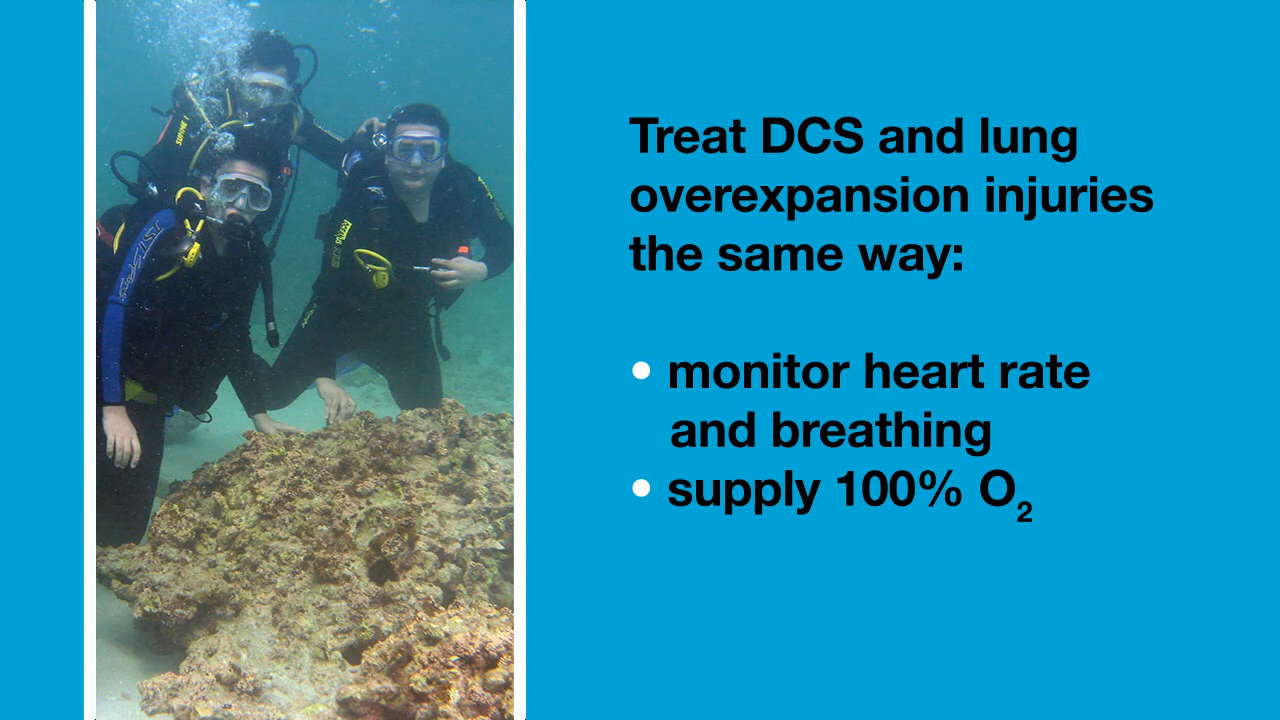 Treat DCS and lung
overexpansion injuries
the same way:
• monitor heart rate
and breathing
• supply 100% O₂